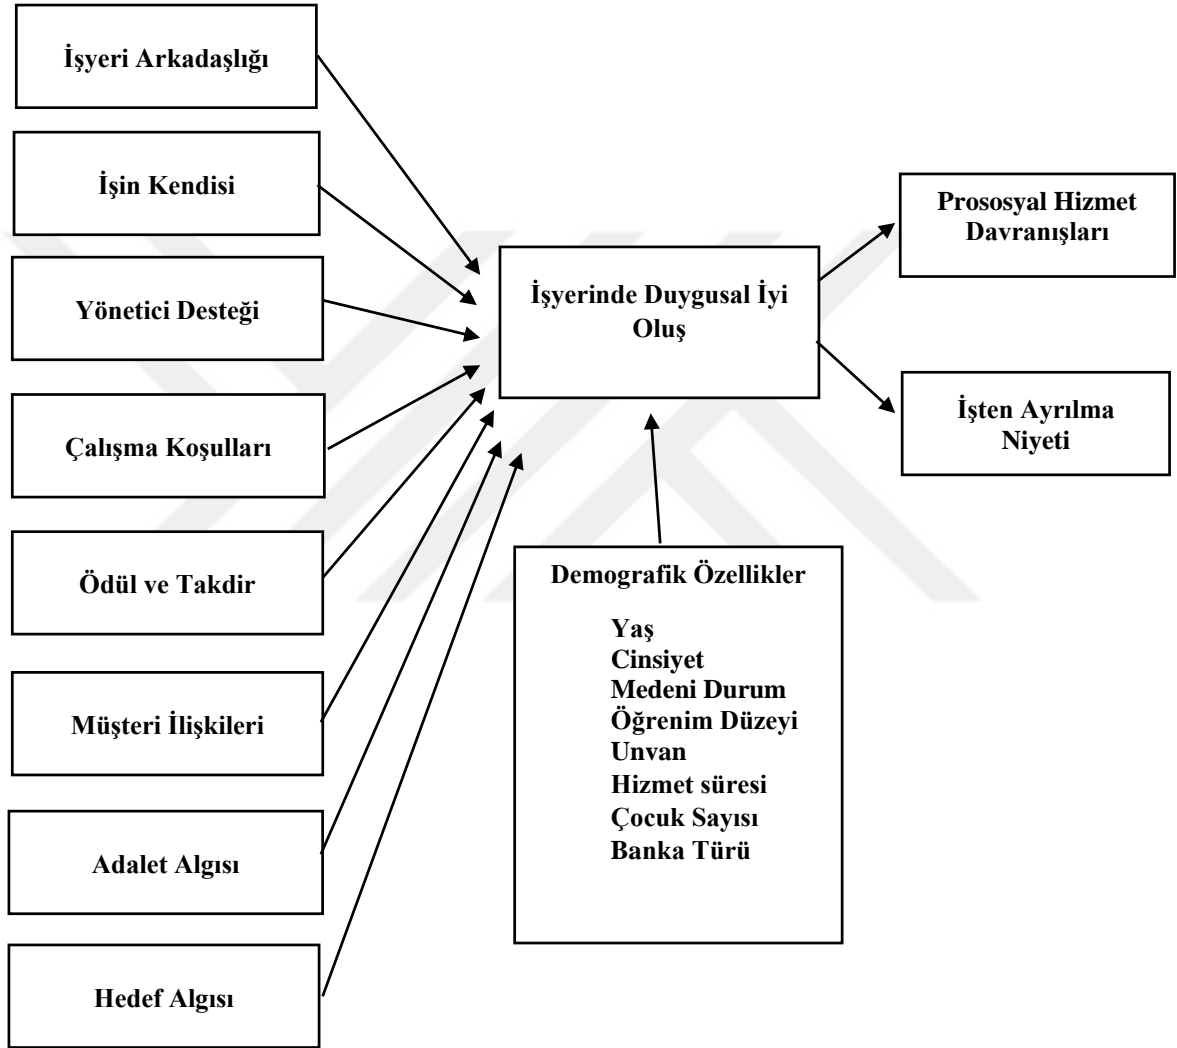 İşyeri Arkadaşlığı
İşin Kendisi
Yönetici Desteği
Çalışma Koşulları
Ödül ve Takdir
Müşteri İlişkileri
Adalet Algısı
Hedef Algısı
İşyerinde Duygusal İyi
Oluş
Demografik Özellikler
Yaş
Cinsiyet
Medeni Durum
Öğrenim Düzeyi
Unvan
Hizmet süresi
Çocuk Sayısı
Banka Türü
Prososyal Hizmet
Davranışları
İşten Ayrılma
Niyeti